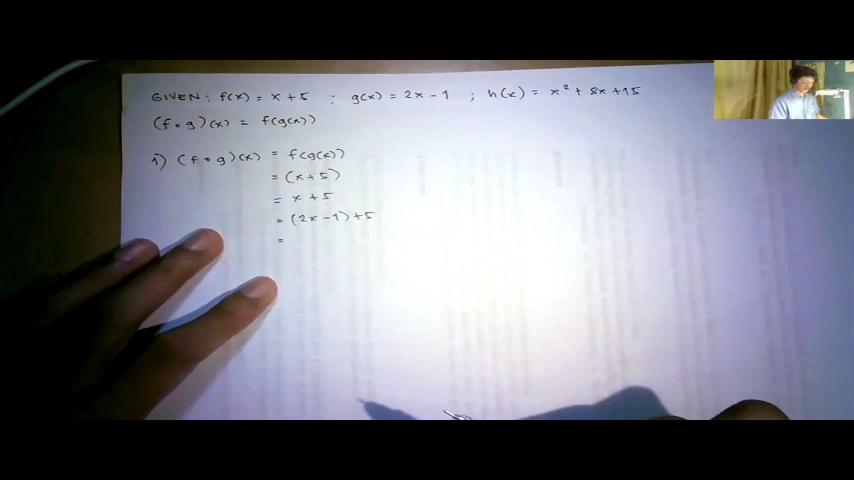 GIVEN: f(x) = x+5 ; g(x) = 2x - 1 ; h(x) = x² + 8x + 15
(f∘g)(x) = f(g(x))
1) (f∘g)(x) = f(g(x))
= (x+5)
= x+5
= (2x-1)+5
=